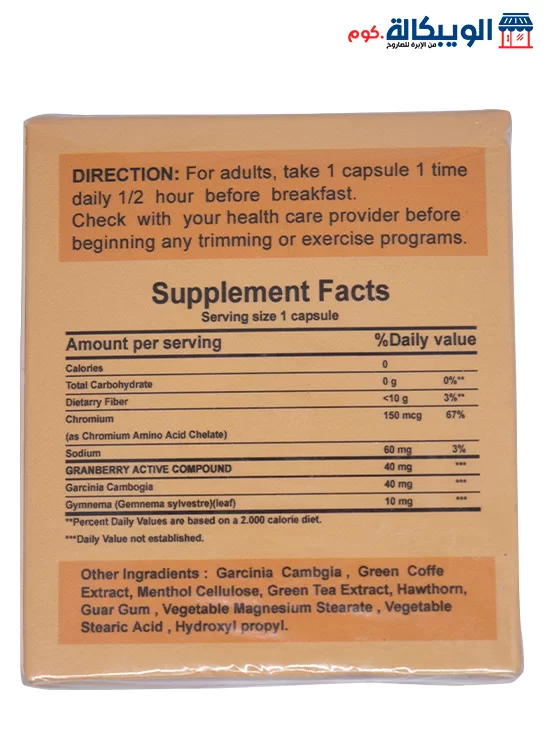 الويبكالة.كوم
من الإبرة للصاروخ
DIRECTION: For adults, take 1 capsule 1 time
daily 1/2 hour before breakfast.
Check with your health care provider before
beginning any trimming or exercise programs.
Supplement Facts
Serving size 1 capsule
Amount per serving %Daily value
Calories 0
Total Carbohydrate 0 g 0%**
Dietarry Fiber <10 g 3%**
Chromium 150 mcg 67%
(as Chromium Amino Acid Chelate)
Sodium 60 mg 3%
GRANBERRY ACTIVE COMPOUND 40 mg ***
Garcinia Cambogia 40 mg ***
Gymnema (Gemnema sylvestre)(leaf) 10 mg ***
**Percent Daily Values are based on a 2.000 calorie diet.
***Daily Value not established.
Other Ingredients : Garcinia Cambgia , Green Coffe
Extract, Menthol Cellulose, Green Tea Extract, Hawthorn,
Guar Gum , Vegetable Magnesium Stearate , Vegetable
Stearic Acid , Hydroxyl propyl.